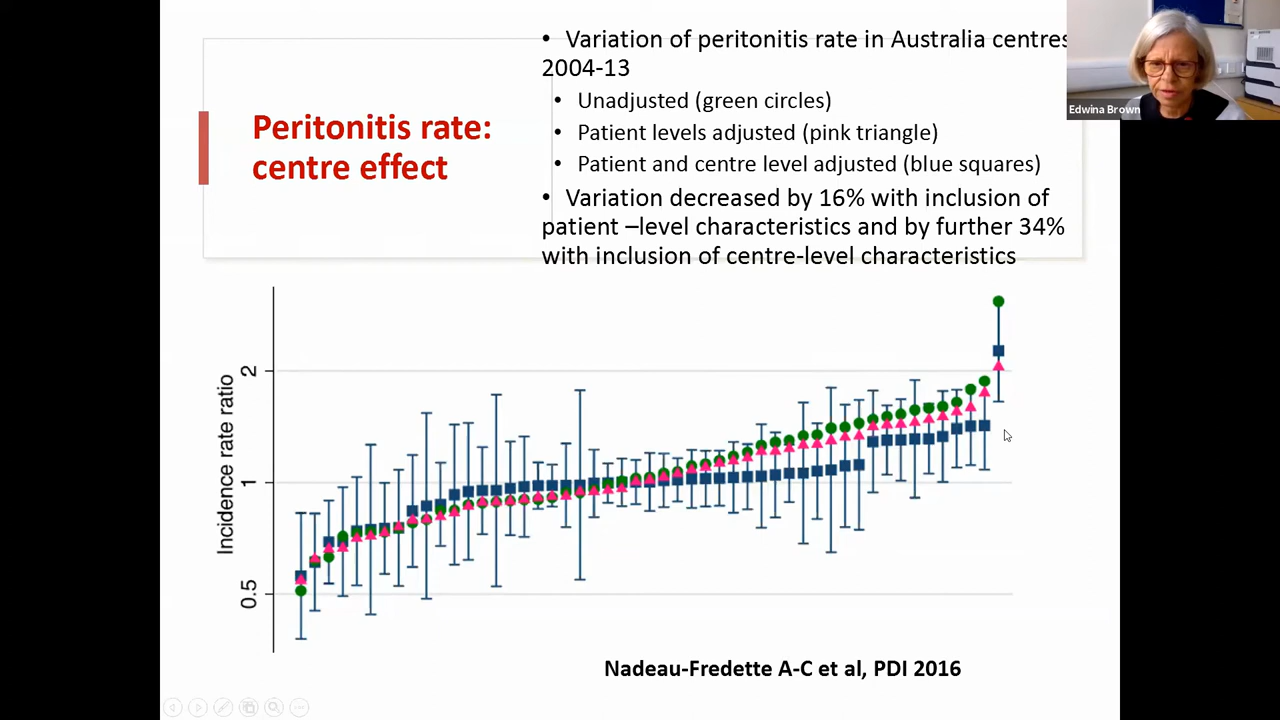 Peritonitis rate:
centre effect
• Variation of peritonitis rate in Australia centres
2004-13
• Unadjusted (green circles)
• Patient levels adjusted (pink triangle)
• Patient and centre level adjusted (blue squares)
• Variation decreased by 16% with inclusion of
patient –level characteristics and by further 34%
with inclusion of centre-level characteristics
Edwina Brown
Incidence rate ratio
2
1
0.5
Nadeau-Fredette A-C et al, PDI 2016